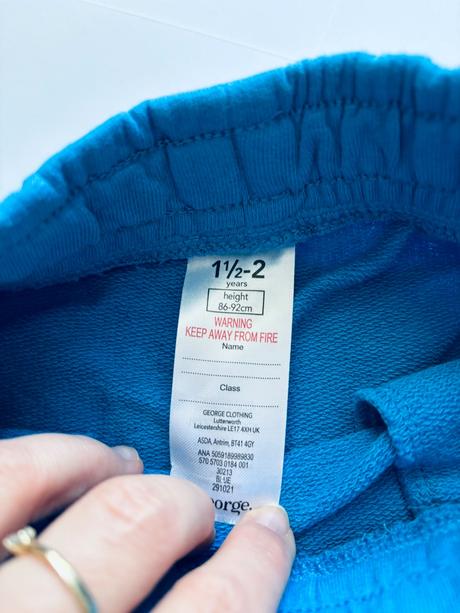 1½-2
years
height
86-92cm
WARNING
KEEP AWAY FROM FIRE
Name
Class
GEORGE CLOTHING
Lutterworth
Leicestershire LE17 4XH UK
ASDA, Antrim, BT41 4GY
ANA 5059189989830
570 5703 0184 001
30213
BLUE
291021
orge.